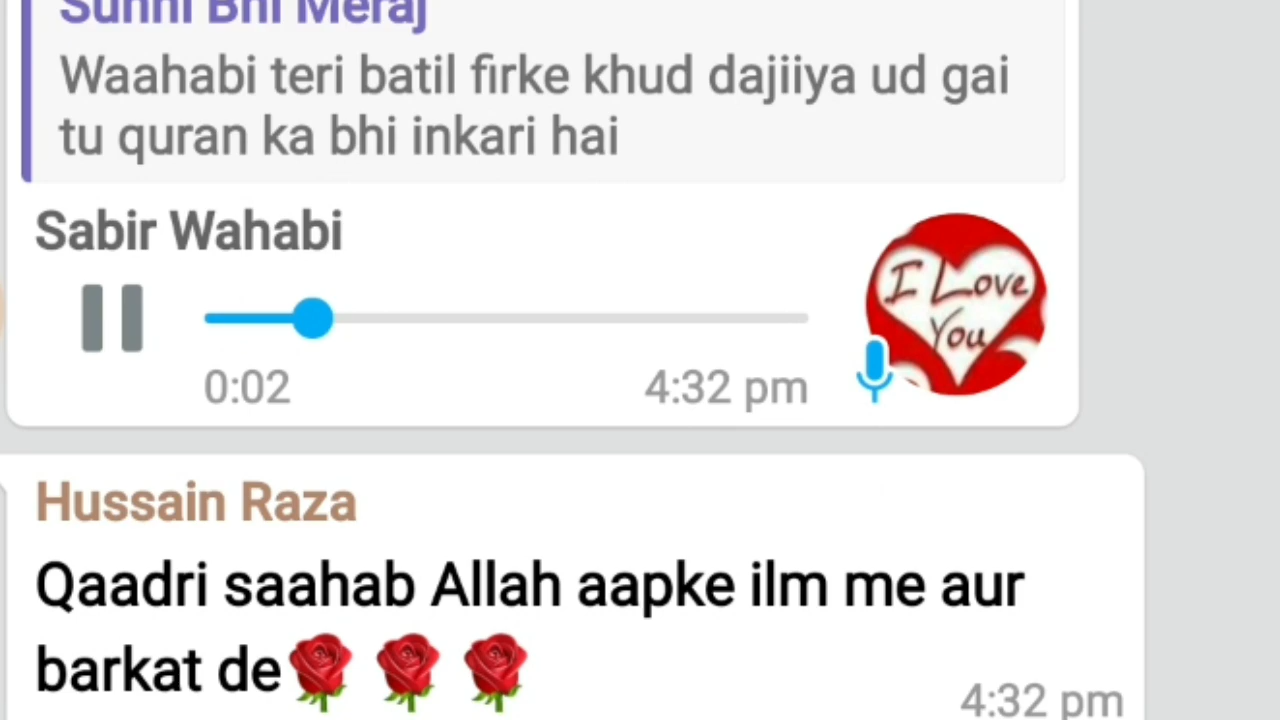 Sunni Bhi Meraj
Waahabi teri batil firke khud dajiiya ud gai
tu quran ka bhi inkari hai
Sabir Wahabi
I Love
You
0:02 4:32 pm
Hussain Raza
Qaadri saahab Allah aapke ilm me aur
barkat de🌹🌹🌹
4:32 pm